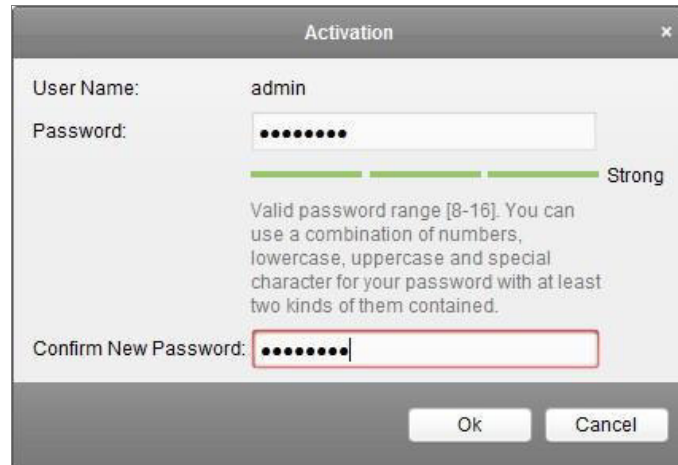 Activation ×
User Name: admin
Password: ••••••••
Strong
Valid password range [8-16]. You can
use a combination of numbers,
lowercase, uppercase and special
character for your password with at least
two kinds of them contained.
Confirm New Password: ••••••••
Ok Cancel